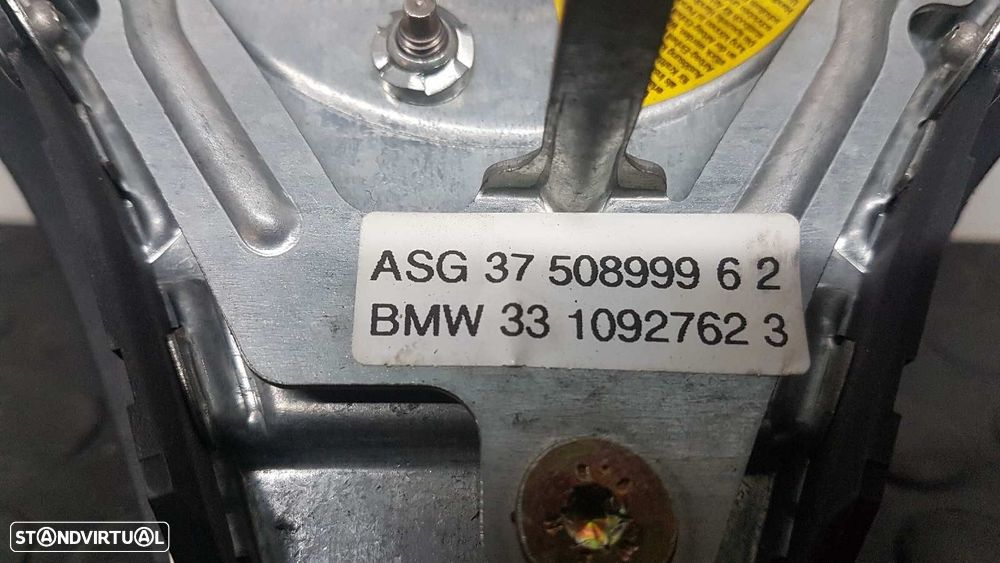 ASG 37 508999 6 2
BMW 33 1092762 3
STANDVIRTUAL